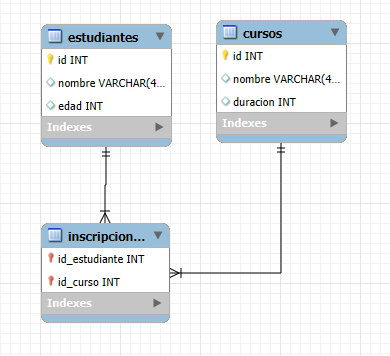 estudiantes
id INT
nombre VARCHAR(4...
edad INT
Indexes
cursos
id INT
nombre VARCHAR(4...
duracion INT
Indexes
inscripcion...
id_estudiante INT
id_curso INT
Indexes